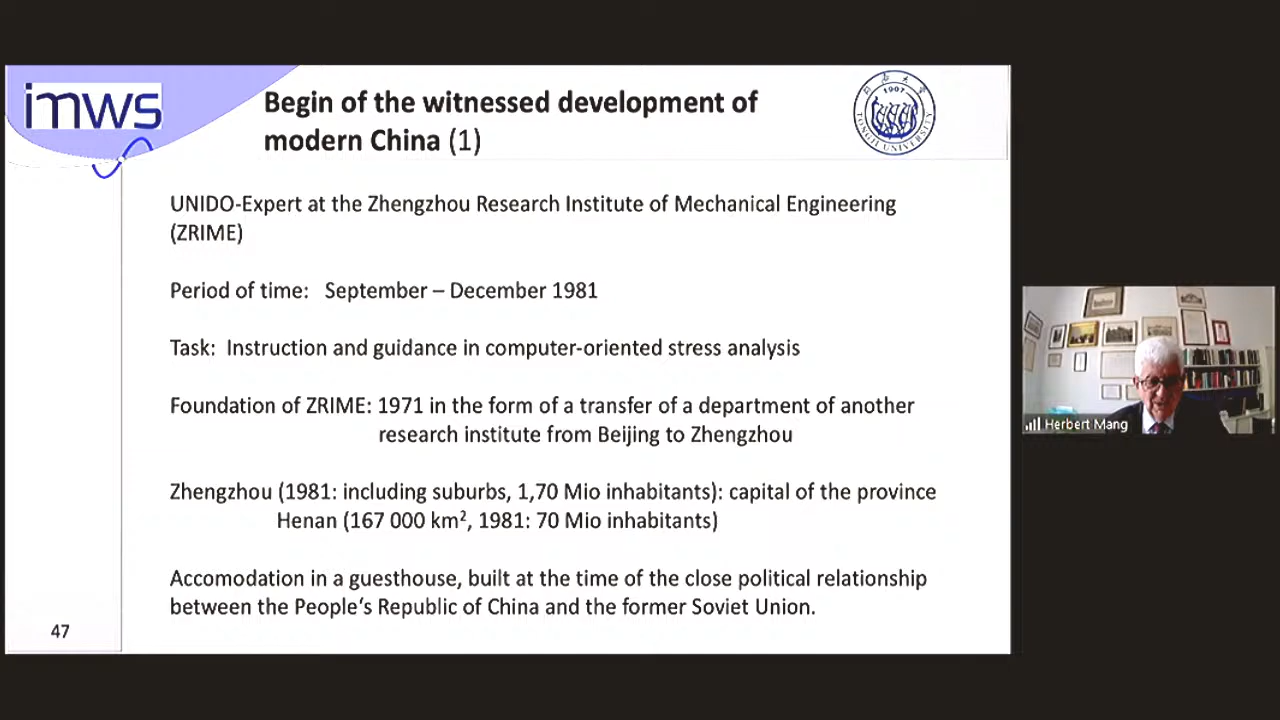 imws
Begin of the witnessed development of
modern China (1)
1907
TONGJI UNIVERSITY
UNIDO-Expert at the Zhengzhou Research Institute of Mechanical Engineering
(ZRIME)
Period of time: September – December 1981
Task: Instruction and guidance in computer-oriented stress analysis
Foundation of ZRIME: 1971 in the form of a transfer of a department of another
research institute from Beijing to Zhengzhou
Zhengzhou (1981: including suburbs, 1,70 Mio inhabitants): capital of the province
Henan (167 000 km², 1981: 70 Mio inhabitants)
Accomodation in a guesthouse, built at the time of the close political relationship
between the People‘s Republic of China and the former Soviet Union.
47
Herbert Mang